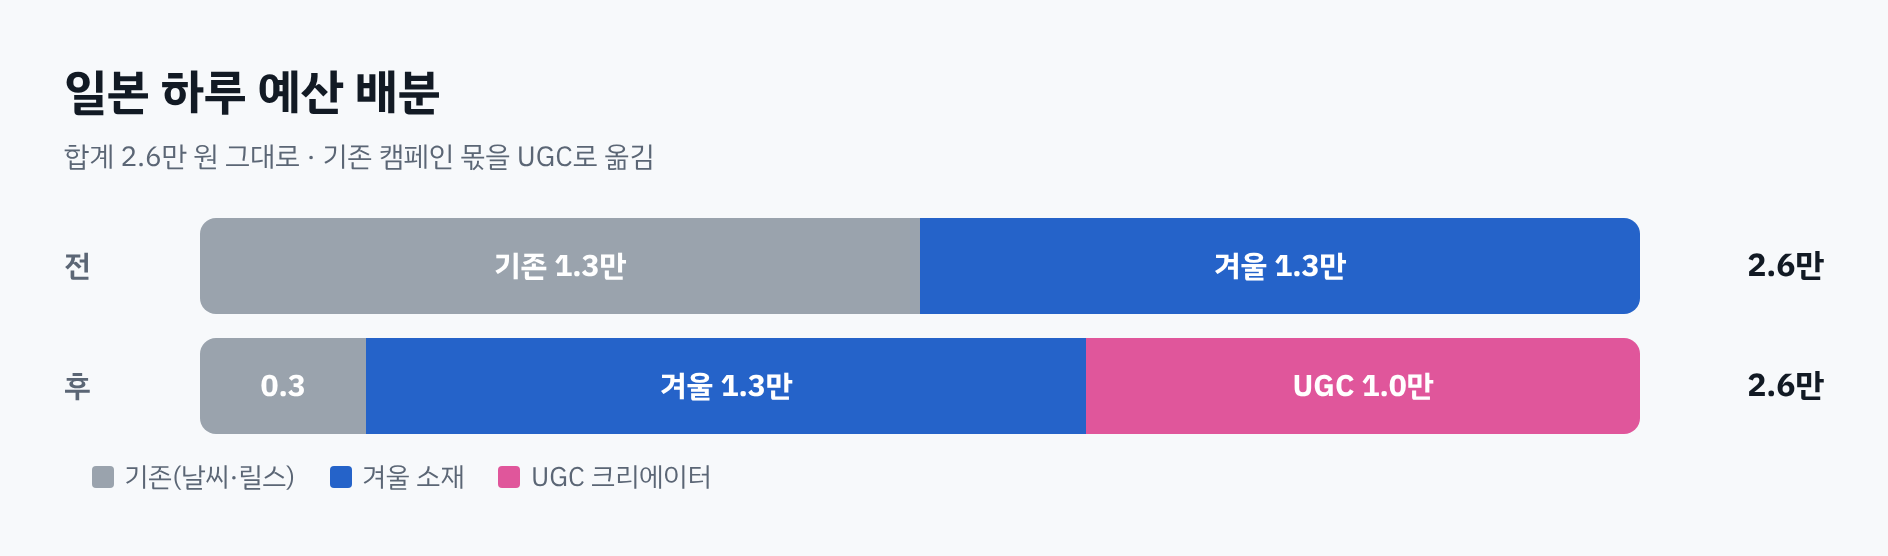 일본 하루 예산 배분
합계 2.6만 원 그대로 · 기존 캠페인 몫을 UGC로 옮김
전 기존 1.3만 겨울 1.3만 2.6만
후 0.3 겨울 1.3만 UGC 1.0만 2.6만
기존(날씨·릴스) 겨울 소재 UGC 크리에이터